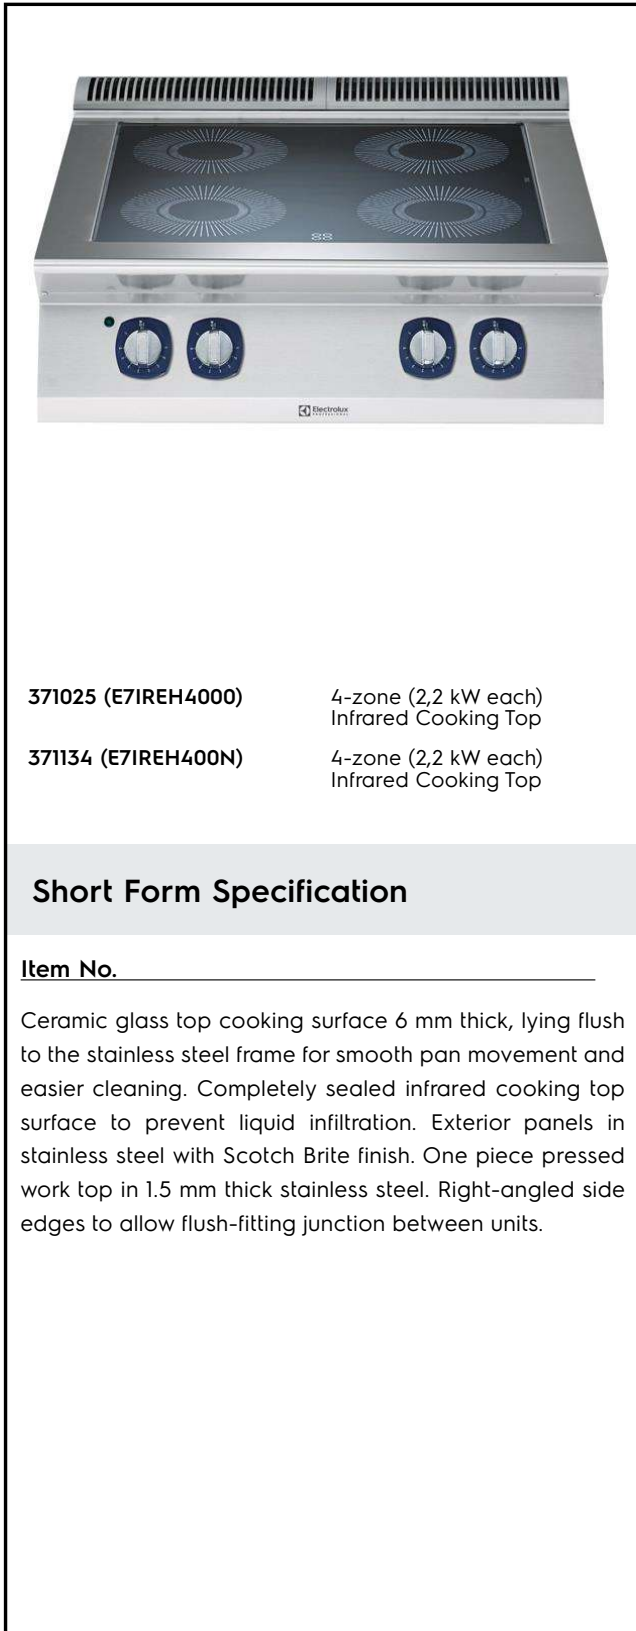 Electrolux
PROFESSIONAL
371025 (E7IREH4000)
4-zone (2,2 kW each)
Infrared Cooking Top
371134 (E7IREH400N)
4-zone (2,2 kW each)
Infrared Cooking Top
Short Form Specification
Item No.
Ceramic glass top cooking surface 6 mm thick, lying flush
to the stainless steel frame for smooth pan movement and
easier cleaning. Completely sealed infrared cooking top
surface to prevent liquid infiltration. Exterior panels in
stainless steel with Scotch Brite finish. One piece pressed
work top in 1.5 mm thick stainless steel. Right-angled side
edges to allow flush-fitting junction between units.